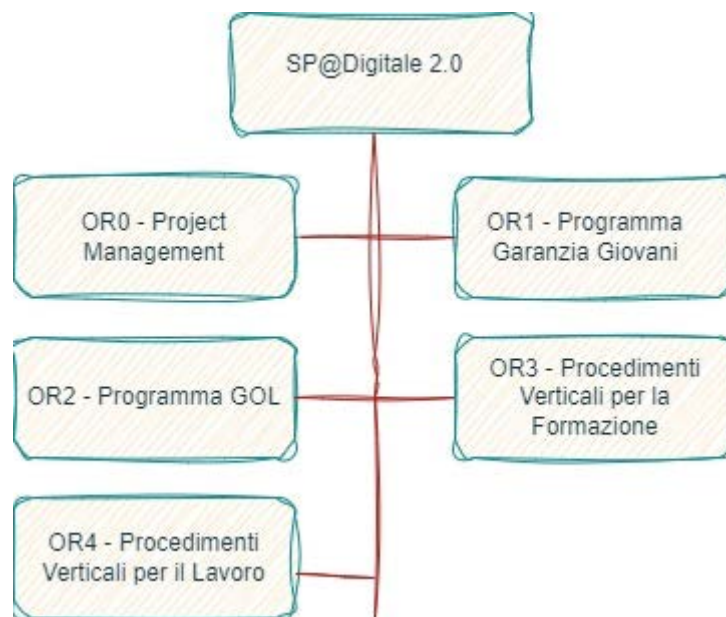 SP@Digitale 2.0
OR0 - Project
Management
OR1 - Programma
Garanzia Giovani
OR2 - Programma GOL
OR3 - Procedimenti
Verticali per la
Formazione
OR4 - Procedimenti
Verticali per il Lavoro